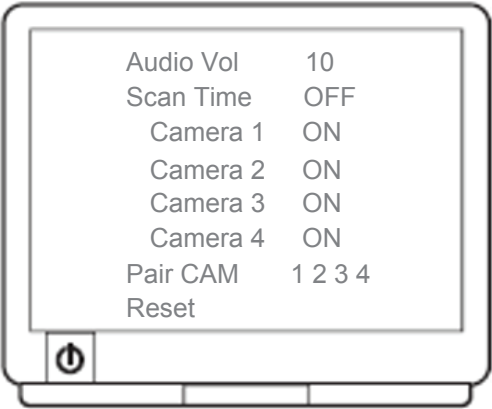 Audio Vol 10
Scan Time OFF
Camera 1 ON
Camera 2 ON
Camera 3 ON
Camera 4 ON
Pair CAM 1 2 3 4
Reset